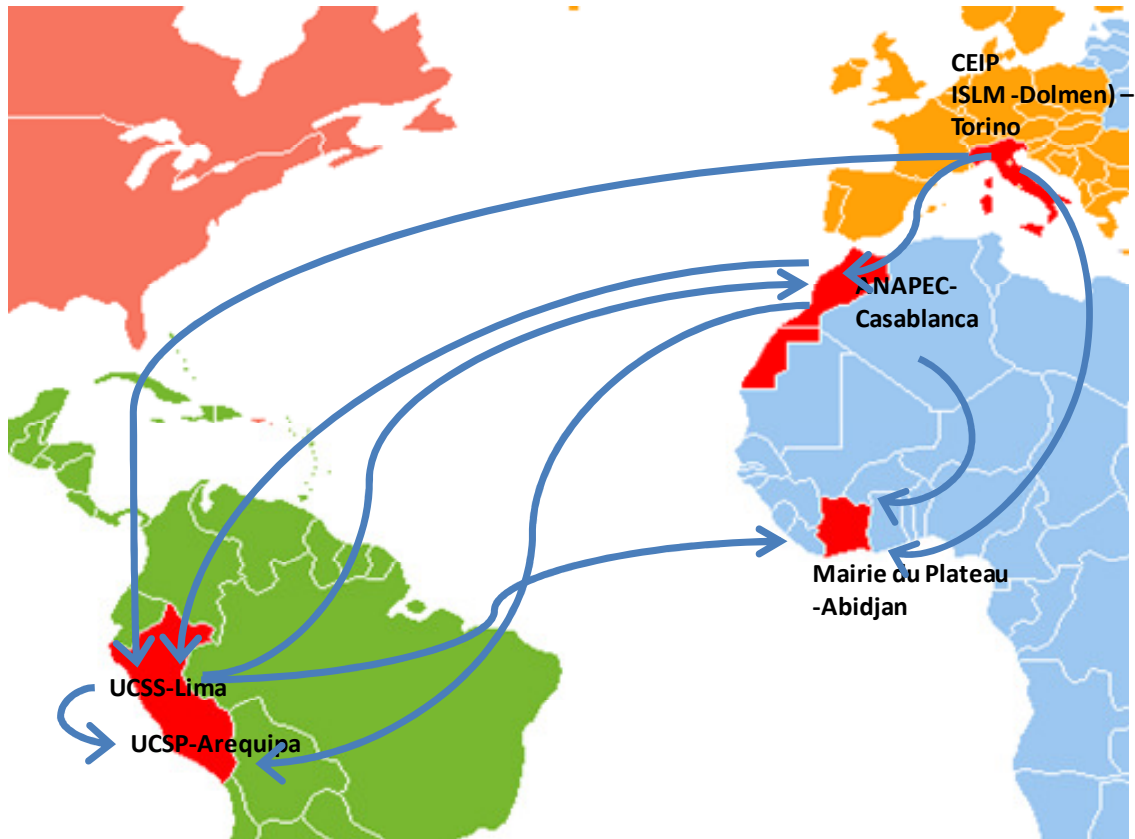 CEIP
ISLM -Dolmen) –
Torino
ANAPEC-
Casablanca
Mairie du Plateau
-Abidjan
UCSS-Lima
UCSP-Arequipa